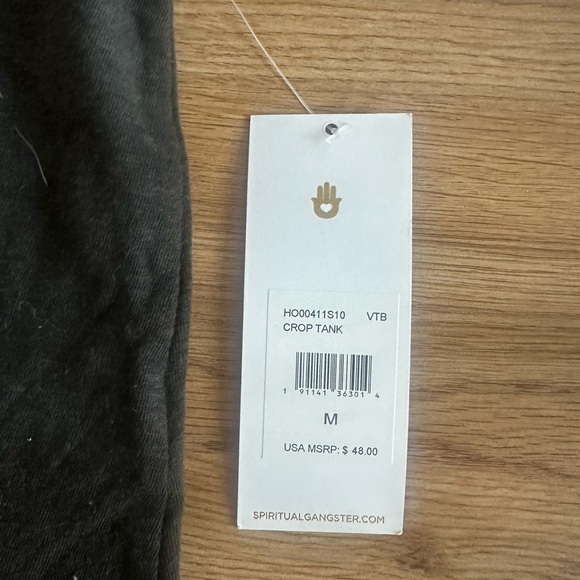 HO00411S10 VTB
CROP TANK
1 91141 36301 4
M
USA MSRP: $ 48.00
SPIRITUALGANGSTER.COM